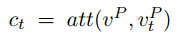 c_t = att(v^P, v_t^P)